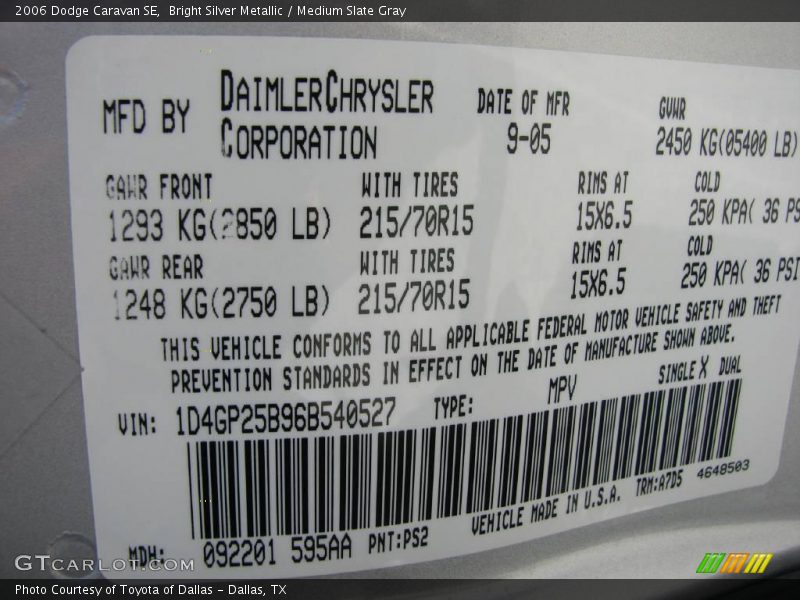 2006 Dodge Caravan SE, Bright Silver Metallic / Medium Slate Gray
MFD BY DAIMLERCHRYSLER CORPORATION
DATE OF MFR 9-05
GVWR 2450 KG(05400 LB)
GAWR FRONT WITH TIRES RIMS AT COLD
1293 KG(2850 LB) 215/70R15 15X6.5 250 KPA( 36 PS
GAWR REAR WITH TIRES RIMS AT COLD
1248 KG(2750 LB) 215/70R15 15X6.5 250 KPA( 36 PSI
THIS VEHICLE CONFORMS TO ALL APPLICABLE FEDERAL MOTOR VEHICLE SAFETY AND THEFT
PREVENTION STANDARDS IN EFFECT ON THE DATE OF MANUFACTURE SHOWN ABOVE.
VIN: 1D4GP25B96B540527 TYPE: MPV SINGLE X DUAL
MDH: 092201 595AA PNT:PS2 VEHICLE MADE IN U.S.A. TRM:A7D5 4648503
GTcarlot.com
Photo Courtesy of Toyota of Dallas - Dallas, TX